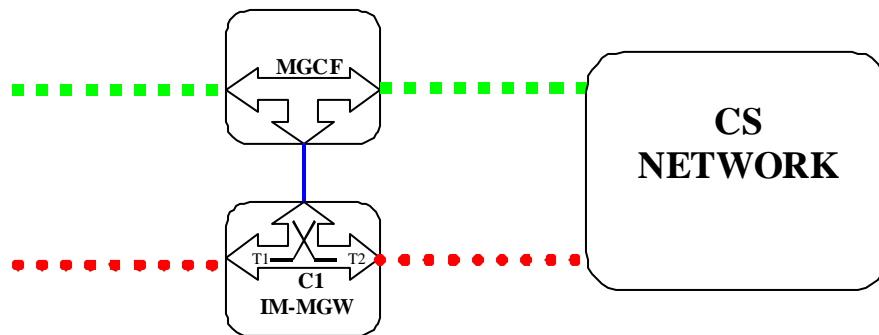 MGCF
CS
NETWORK
T1 T2
C1
IM-MGW